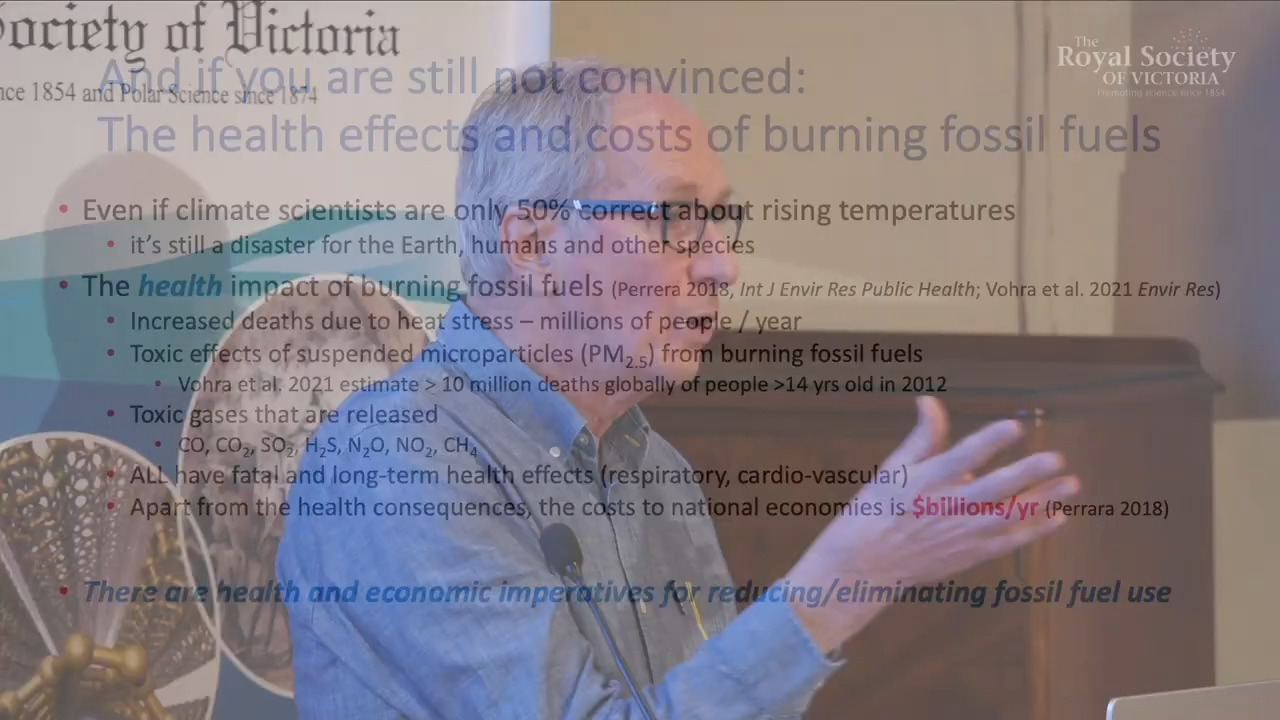 Society of Victoria
nce 1854 and Polar Science since 1874
The
Royal Society
OF VICTORIA
Promoting science since 1854
And if you are still not convinced:
The health effects and costs of burning fossil fuels
• Even if climate scientists are only 50% correct about rising temperatures
• it’s still a disaster for the Earth, humans and other species
• The health impact of burning fossil fuels (Perrera 2018, Int J Envir Res Public Health; Vohra et al. 2021 Envir Res)
• Increased deaths due to heat stress – millions of people / year
• Toxic effects of suspended microparticles (PM2.5) from burning fossil fuels
• Vohra et al. 2021 estimate > 10 million deaths globally of people >14 yrs old in 2012
• Toxic gases that are released
• CO, CO2, SO2, H2S, N2O, NO2, CH4
• ALL have fatal and long-term health effects (respiratory, cardio-vascular)
• Apart from the health consequences, the costs to national economies is $billions/yr (Perrara 2018)
• There are health and economic imperatives for reducing/eliminating fossil fuel use